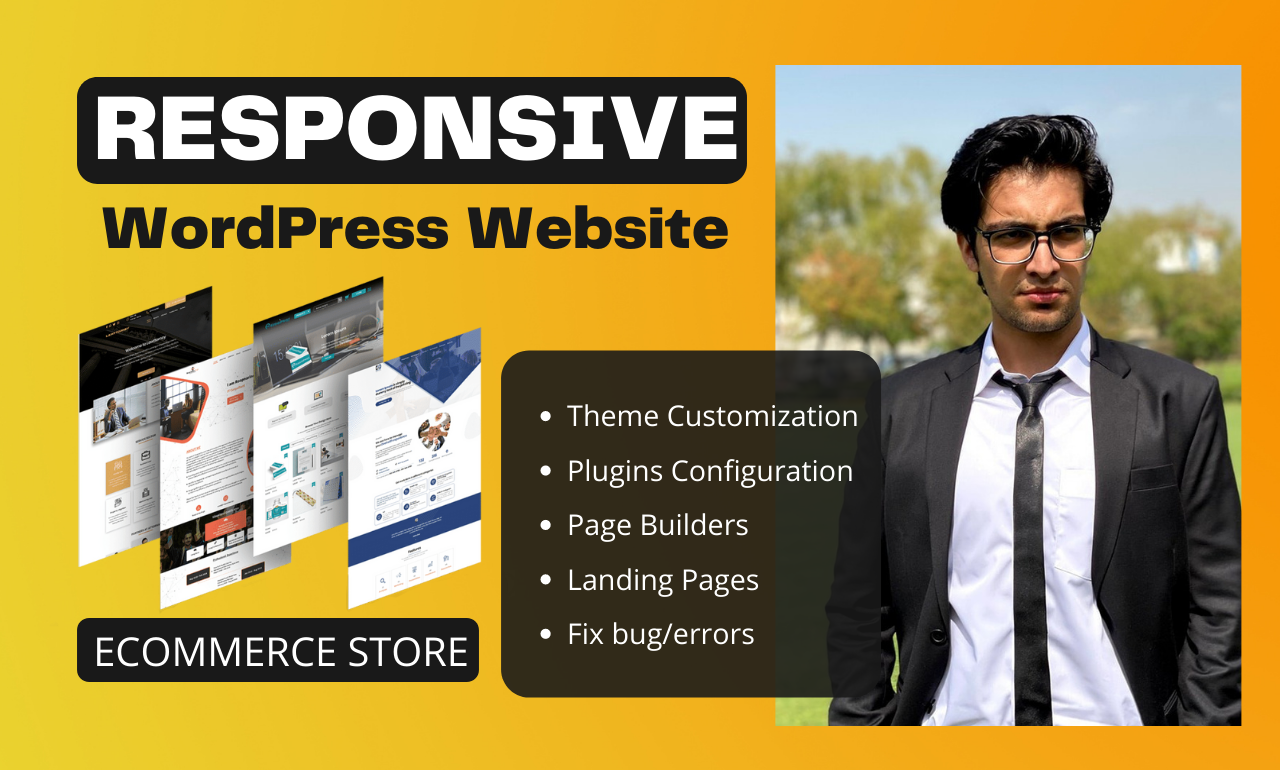 RESPONSIVE
WordPress Website
ECOMMERCE STORE
Theme Customization
Plugins Configuration
Page Builders
Landing Pages
Fix bug/errors